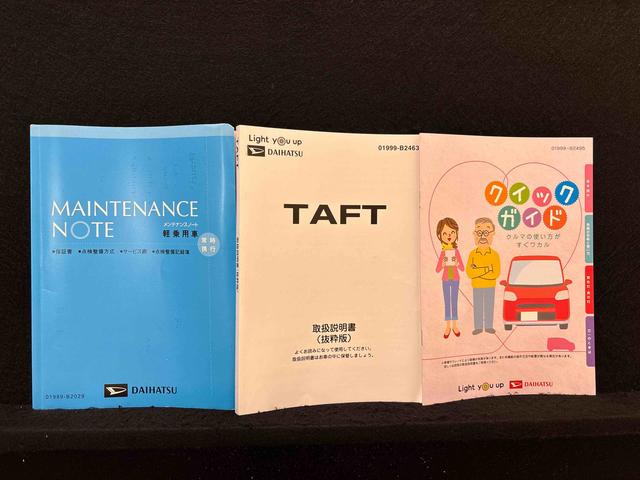 MAINTENANCE
NOTE
メンテナンスノート
軽乗用車
常時
携行
●保証書 ●点検整備方式 ●サービス網 ●点検整備記録簿
DAIHATSU
01999-B2029
Light you up
DAIHATSU
01999-B2463
TAFT
取扱説明書
（抜粋版）
よくお読みになって使用してください。
取扱説明書はお車の中に保管しましょう。
01999-B2495
クイック
ガイド
クルマの使い方が
すぐワカル
Light you up
DAIHATSU